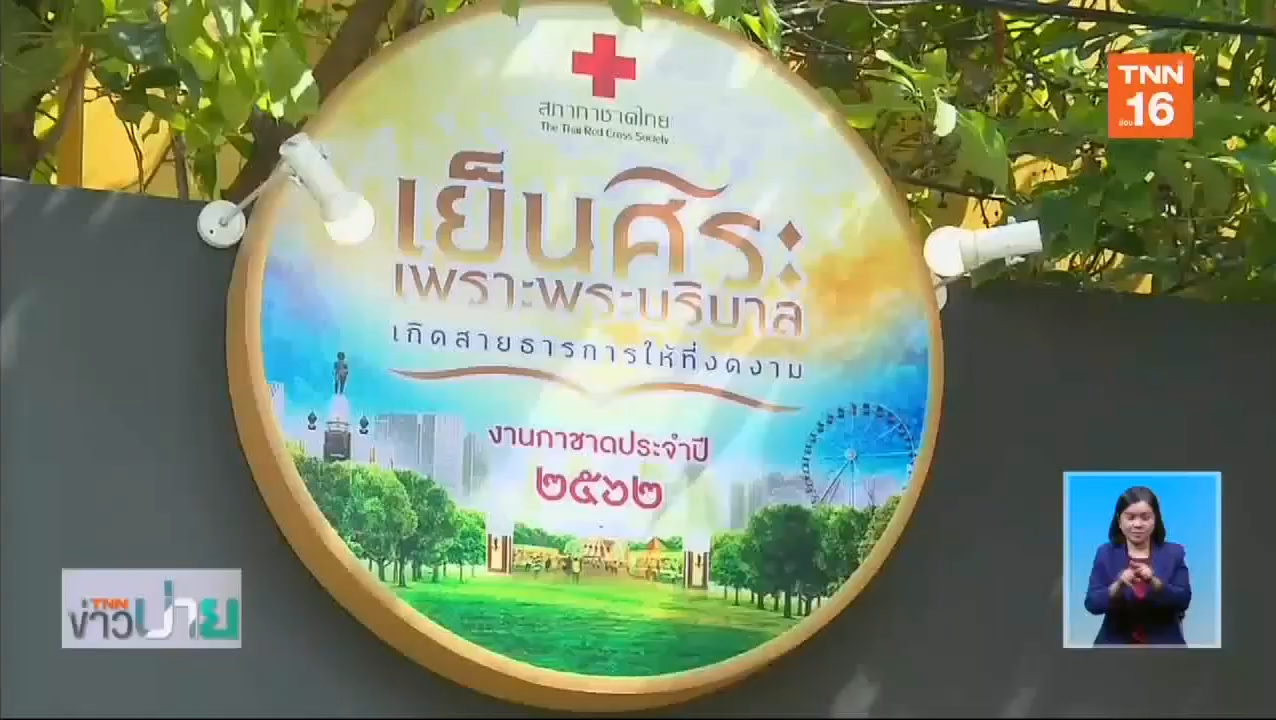 สภากาชาดไทย
The Thai Red Cross Society
เย็นศิระ
เพราะพระบริบาล
เกิดสายธารการให้ที่งดงาม
งานกาชาดประจำปี
๒๕๖๒
TNN
ช่อง 16
TNN
ข่าวบ่าย